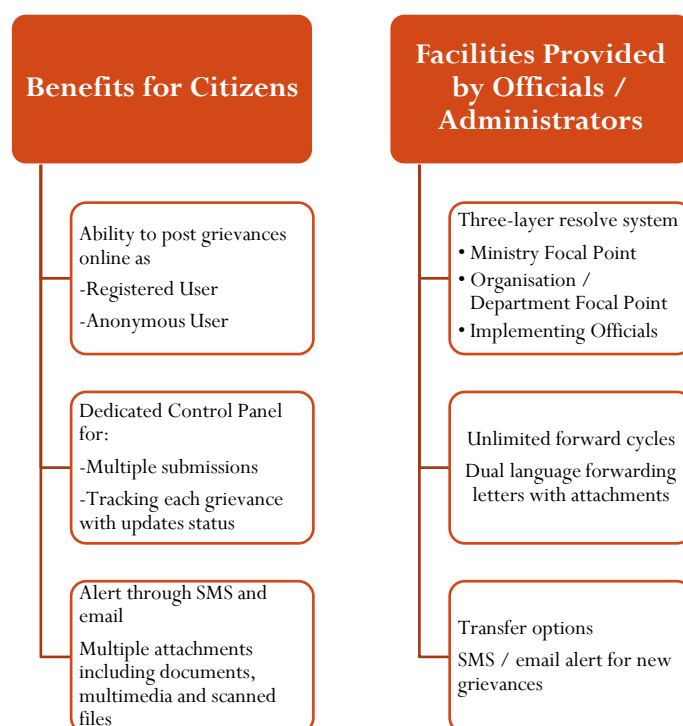 Benefits for Citizens
Ability to post grievances
online as
-Registered User
-Anonymous User
Dedicated Control Panel
for:
-Multiple submissions
-Tracking each grievance
with updates status
Alert through SMS and
email
Multiple attachments
including documents,
multimedia and scanned
files
Facilities Provided
by Officials /
Administrators
Three-layer resolve system
• Ministry Focal Point
• Organisation /
Department Focal Point
• Implementing Officials
Unlimited forward cycles
Dual language forwarding
letters with attachments
Transfer options
SMS / email alert for new
grievances